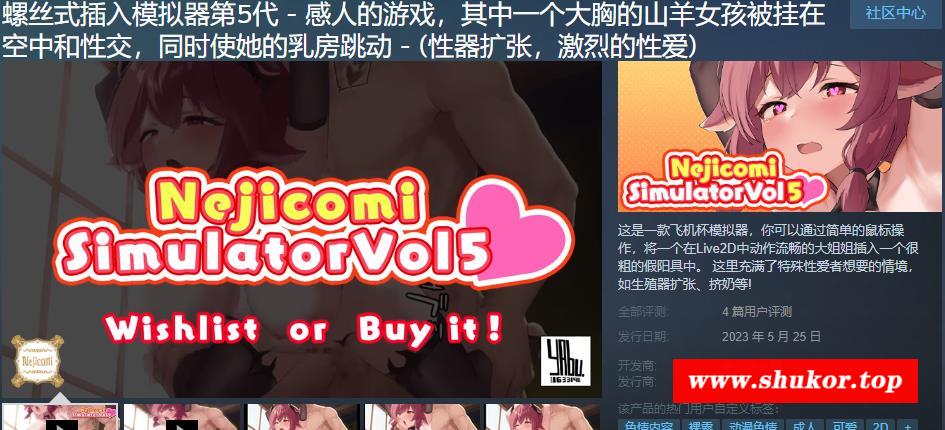 螺丝式插入模拟器第5代 - 感人的游戏，其中一个大胸的山羊女孩被挂在
空中和性交，同时使她的乳房跳动 - (性器扩张，激烈的性爱)
社区中心
Nejicomi
SimulatorVol5
Wishlist or Buy it!
Nejicomi
YAbu.
Nejicomi
SimulatorVol5
这是一款飞机杯模拟器，你可以通过简单的鼠标操
作，将一个在Live2D中动作流畅的大姐姐插入一个很
粗的假阳具中。 这里充满了特殊性爱者想要的情境，
如生殖器扩张、挤奶等!
全部评测: 4 篇用户评测
发行日期: 2023 年 5 月 25 日
开发商:
发行商:
www.shukor.top
该产品的热门用户自定义标签:
色情内容 裸露 动漫色情 成人 可爱 2D +
Nejicomi
SimulatorVol5